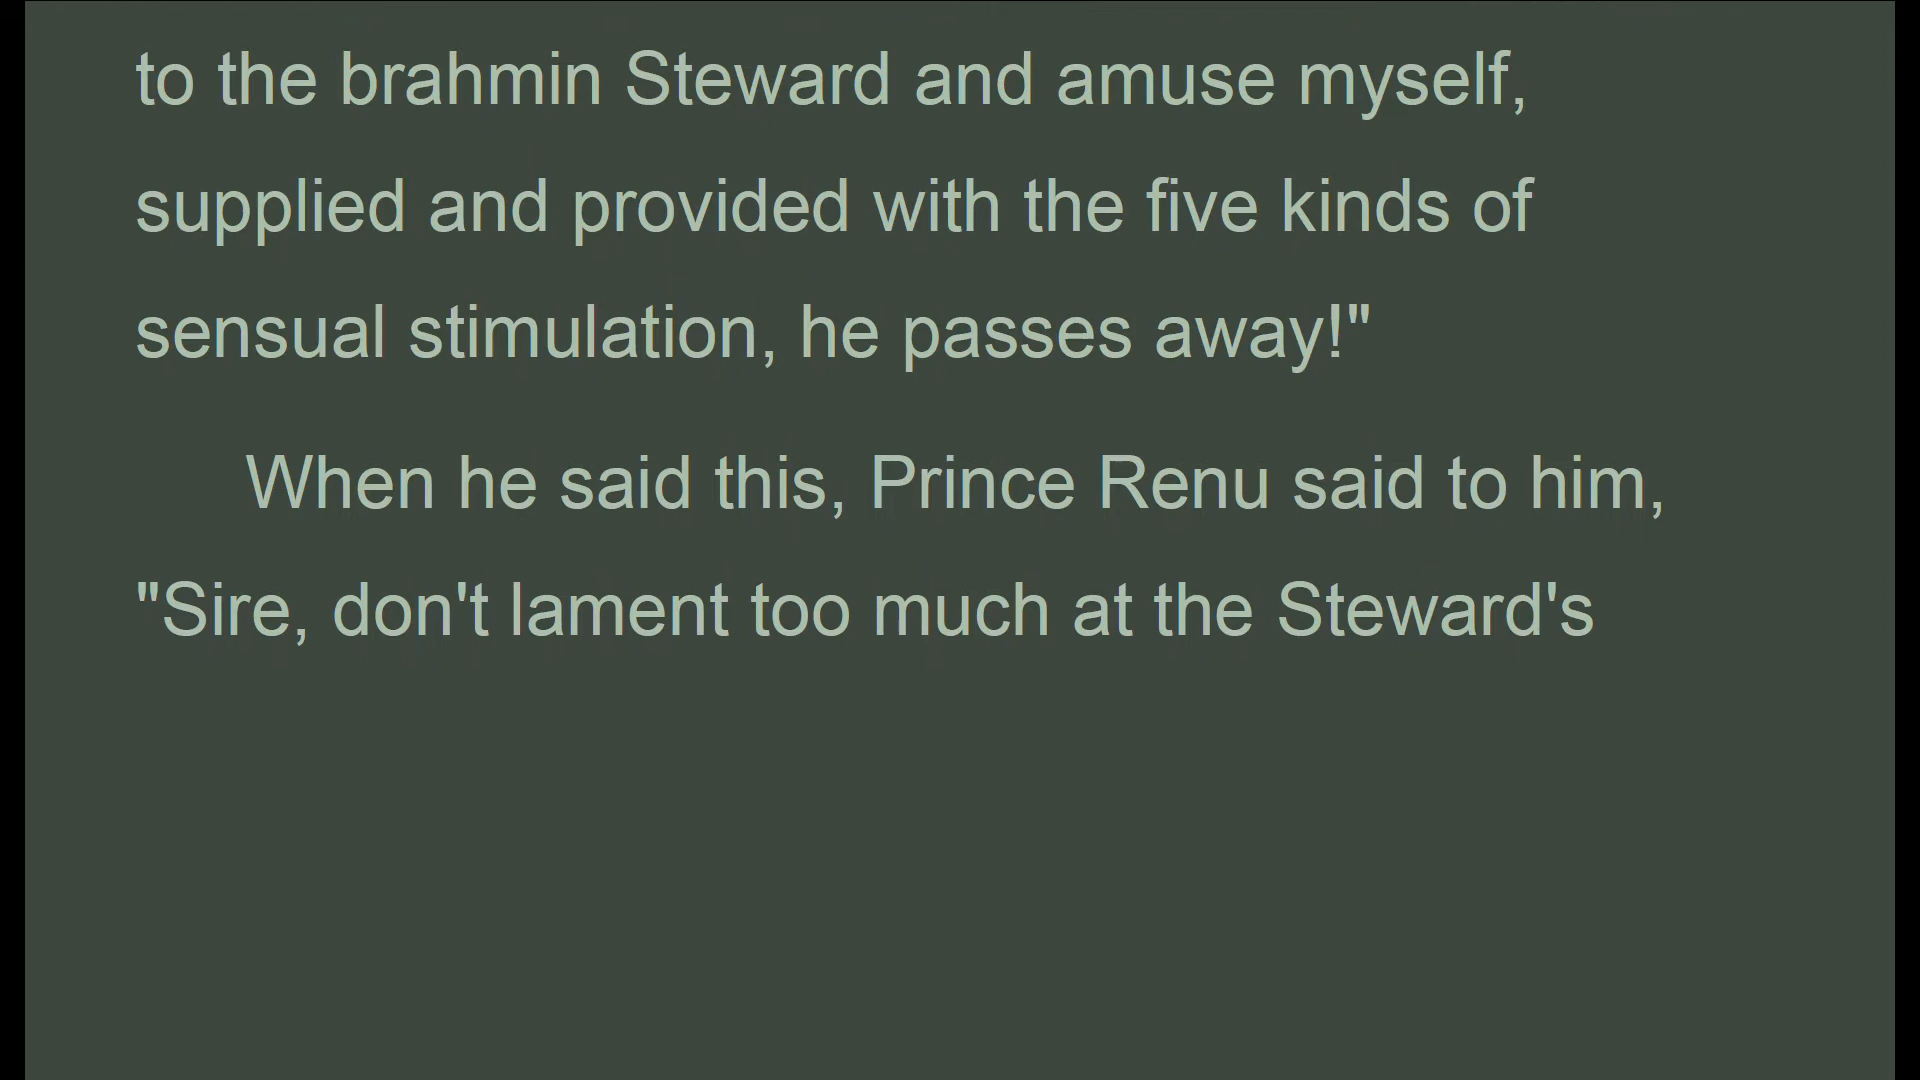 to the brahmin Steward and amuse myself,
supplied and provided with the five kinds of
sensual stimulation, he passes away!"
When he said this, Prince Renu said to him,
"Sire, don't lament too much at the Steward's